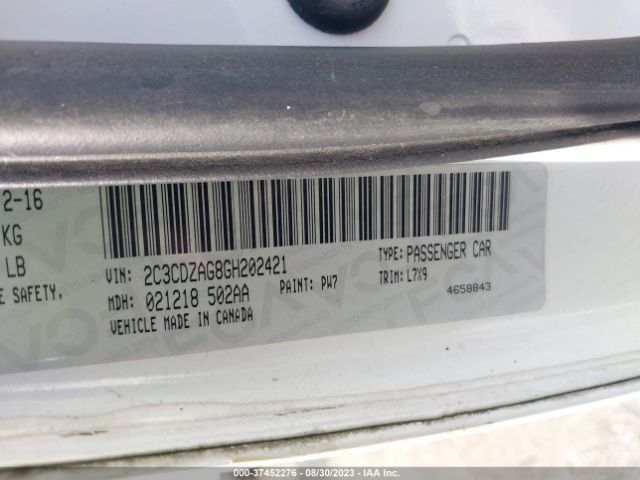 2-16
KG
LB
E SAFETY,
VIN: 2C3CDZAG8GH202421
MDH: 021218 502AA
VEHICLE MADE IN CANADA
PAINT: PW7
TYPE: PASSENGER CAR
TRIM: L7X9
4658843
000-37452276 - 08/30/2023 - IAA Inc.